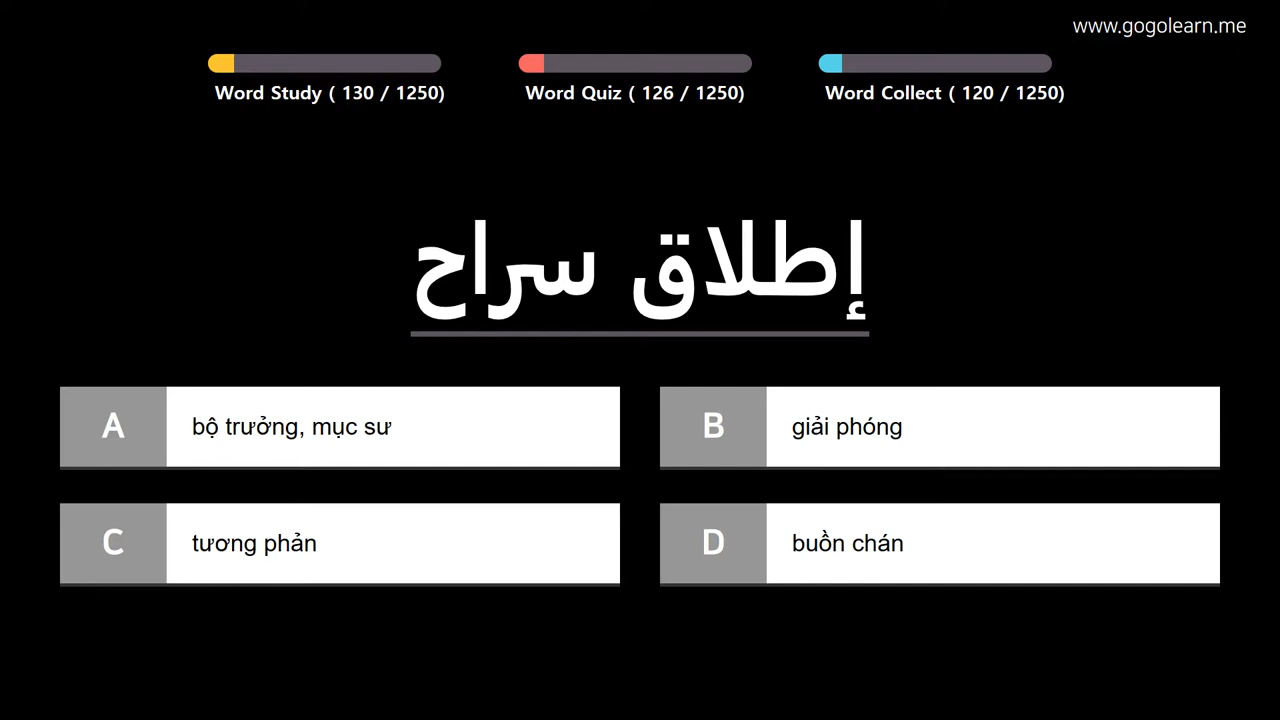 www.gogolearn.me
Word Study ( 130 / 1250)
Word Quiz ( 126 / 1250)
Word Collect ( 120 / 1250)
إطلاق سراح
A bộ trưởng, mục sư
B giải phóng
C tương phản
D buồn chán